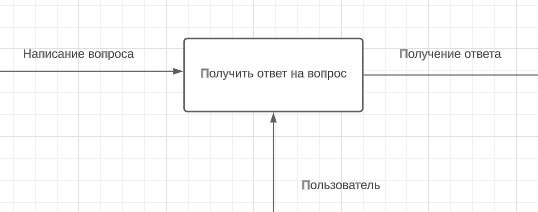 Написание вопроса
Получение ответа
Получить ответ на вопрос
Пользователь